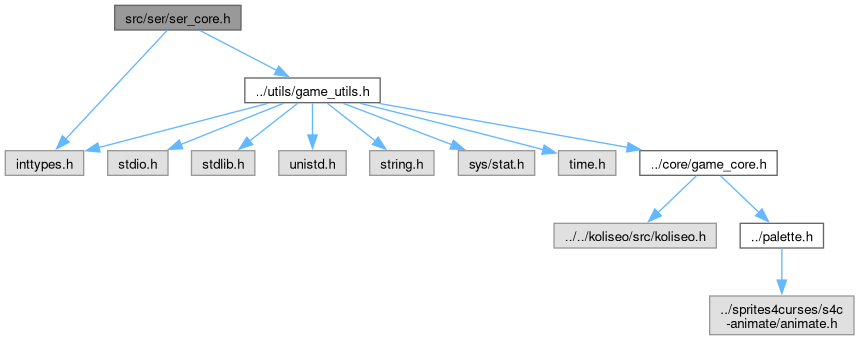 src/ser/ser_core.h
../utils/game_utils.h
inttypes.h
stdio.h
stdlib.h
unistd.h
string.h
sys/stat.h
time.h
../core/game_core.h
../../koliseo/src/koliseo.h
../palette.h
../sprites4curses/s4c
-animate/animate.h